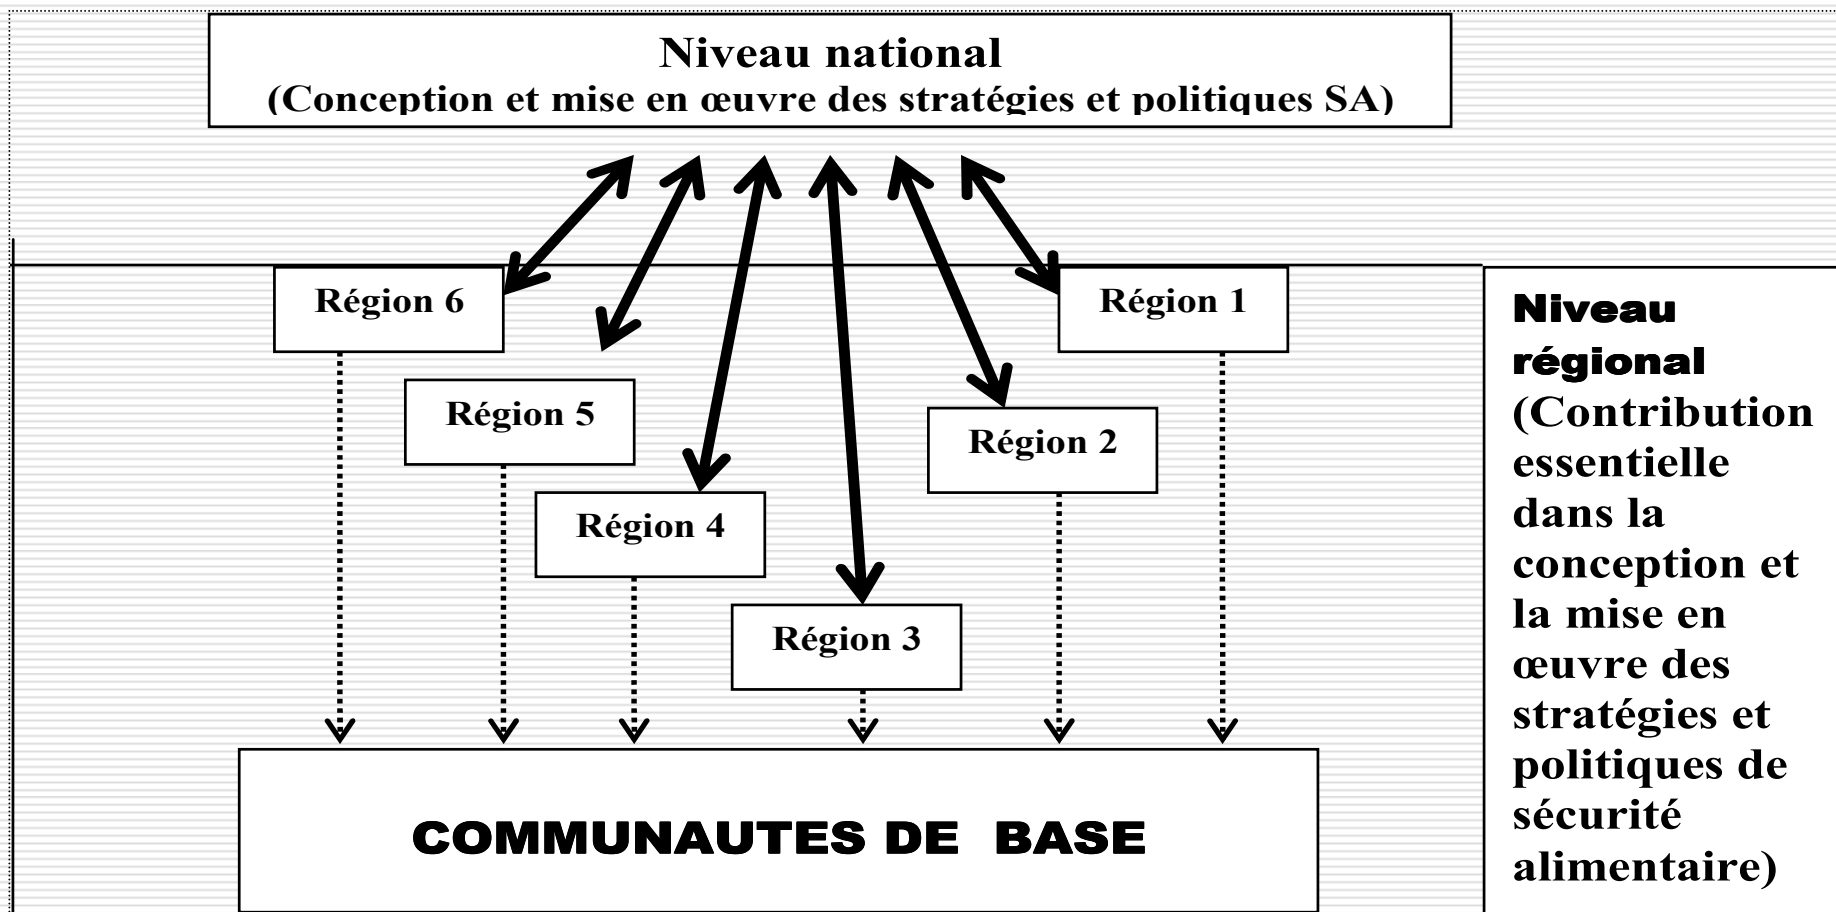 Niveau national
(Conception et mise en œuvre des stratégies et politiques SA)
Région 6
Région 1
Région 5
Région 2
Région 4
Région 3
COMMUNAUTES DE BASE
Niveau
régional
(Contribution
essentielle
dans la
conception et
la mise en
œuvre des
stratégies et
politiques de
sécurité
alimentaire)